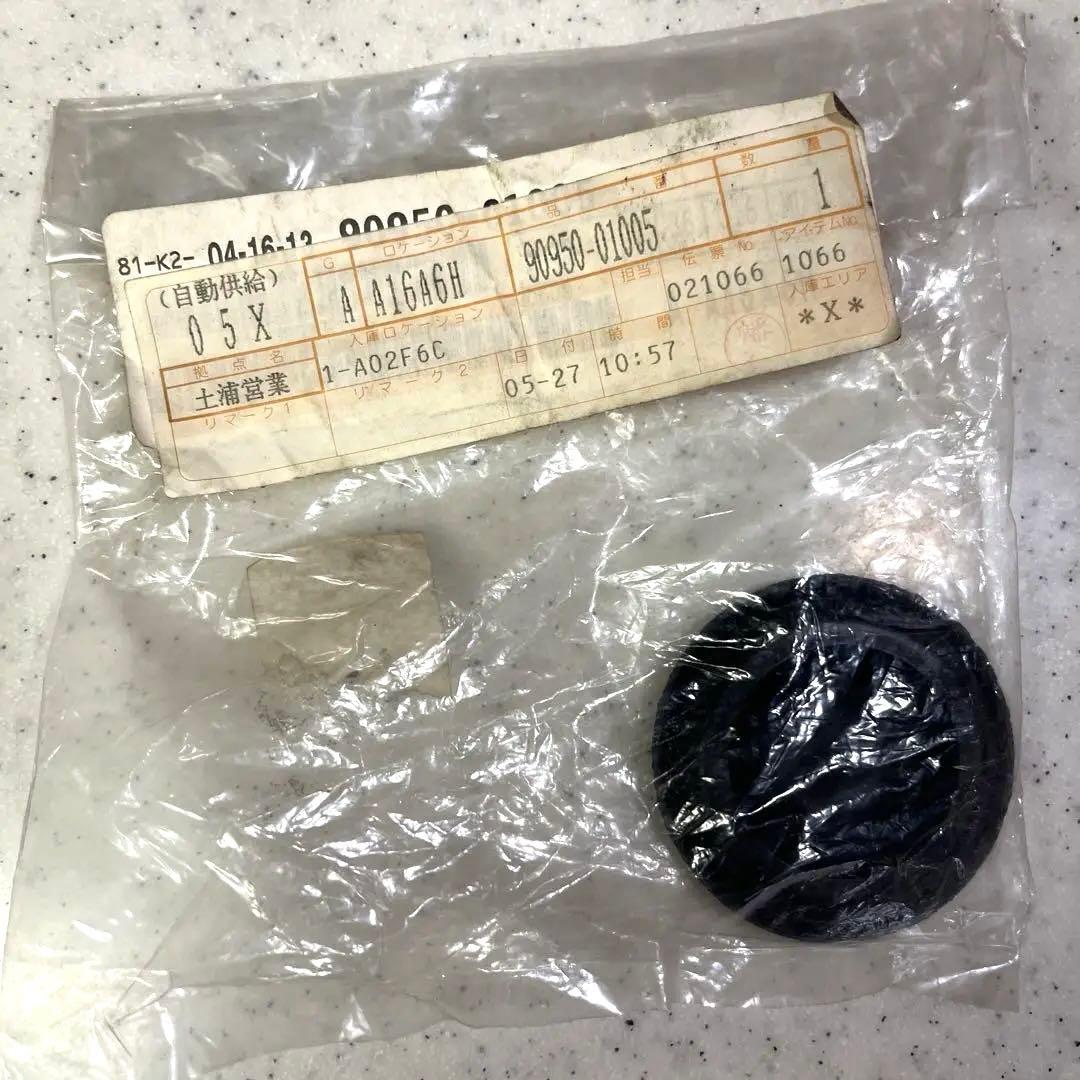 81-K2- 04-16-13 90950-
(自動供給)
05X
G
A
ロケーション
A16A6H
品 番
90950-01005
数 量
1
拠点名
土浦営業
入庫ロケーション
1-A02F6C
担当
伝票No
021066
アイテムNo.
1066
リマーク1
リマーク2
日付
05-27
時間
10:57
入庫エリア
*X*